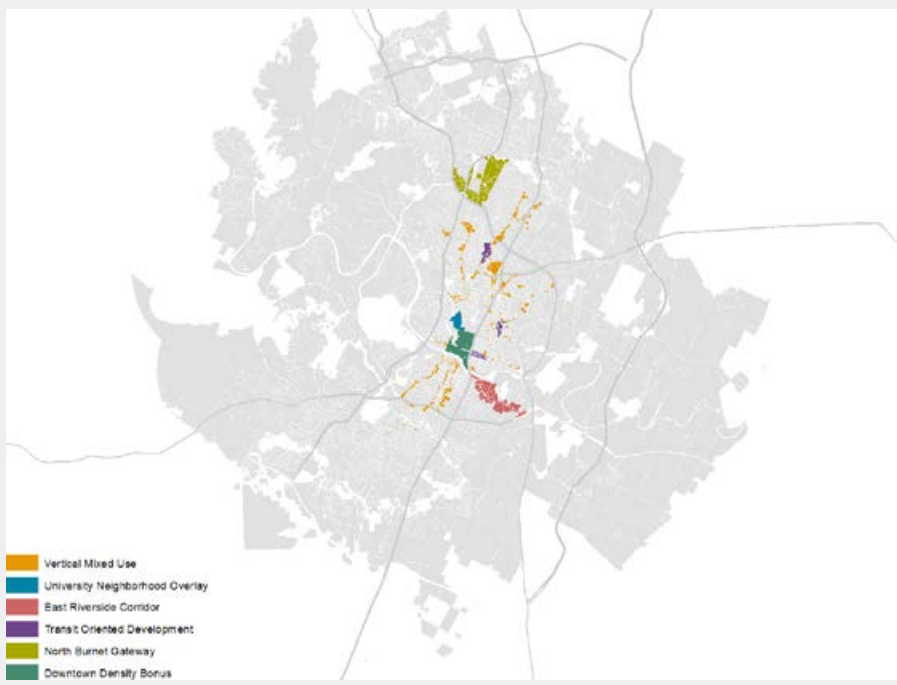 Vertical Mixed Use
University Neighborhood Overlay
East Riverside Corridor
Transit Oriented Development
North Burnet Gateway
Downtown Density Bonus